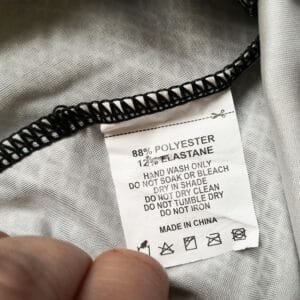 88% POLYESTER
12% ELASTANE
HAND WASH ONLY
DO NOT SOAK OR BLEACH
DRY IN SHADE
DO NOT DRY CLEAN
DO NOT TUMBLE DRY
DO NOT IRON
MADE IN CHINA